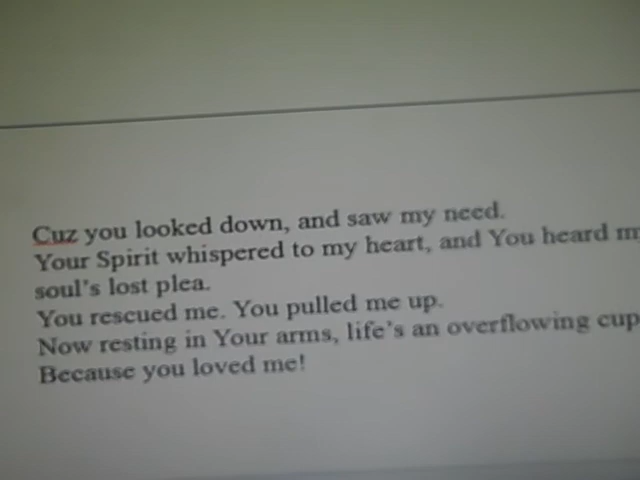 Cuz you looked down, and saw my need.
Your Spirit whispered to my heart, and You heard
soul's lost plea.
You rescued me. You pulled me up.
Now resting in Your arms, life's an overflowing cup
Because you loved me!